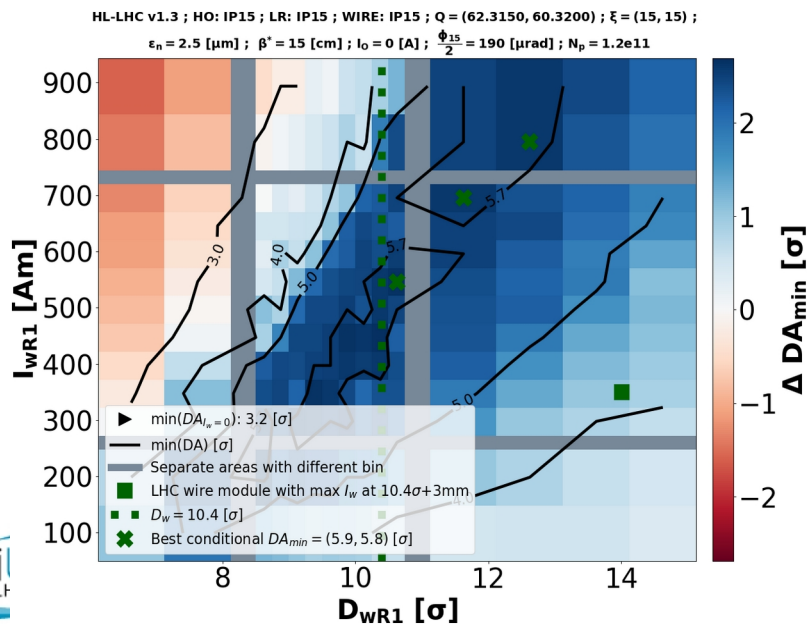 HL-LHC v1.3 ; HO: IP15 ; LR: IP15 ; WIRE: IP15 ; Q = (62.3150, 60.3200) ; ξ = (15, 15) ;
εn = 2.5 [μm] ; β* = 15 [cm] ; IO = 0 [A] ; ϕ15/2 = 190 [μrad] ; Np = 1.2e11
900
800
700
600
500
400
300
200
100
IwR1 [Am]
8
10
12
14
DwR1 [σ]
3.0
4.0
5.0
5.7
5.7
5.0
4.0
min(DAIw=0): 3.2 [σ]
min(DA) [σ]
Separate areas with different bin
LHC wire module with max Iw at 10.4σ+3mm
Dw = 10.4 [σ]
Best conditional DAmin = (5.9, 5.8) [σ]
2
1
0
−1
−2
Δ DAmin [σ]